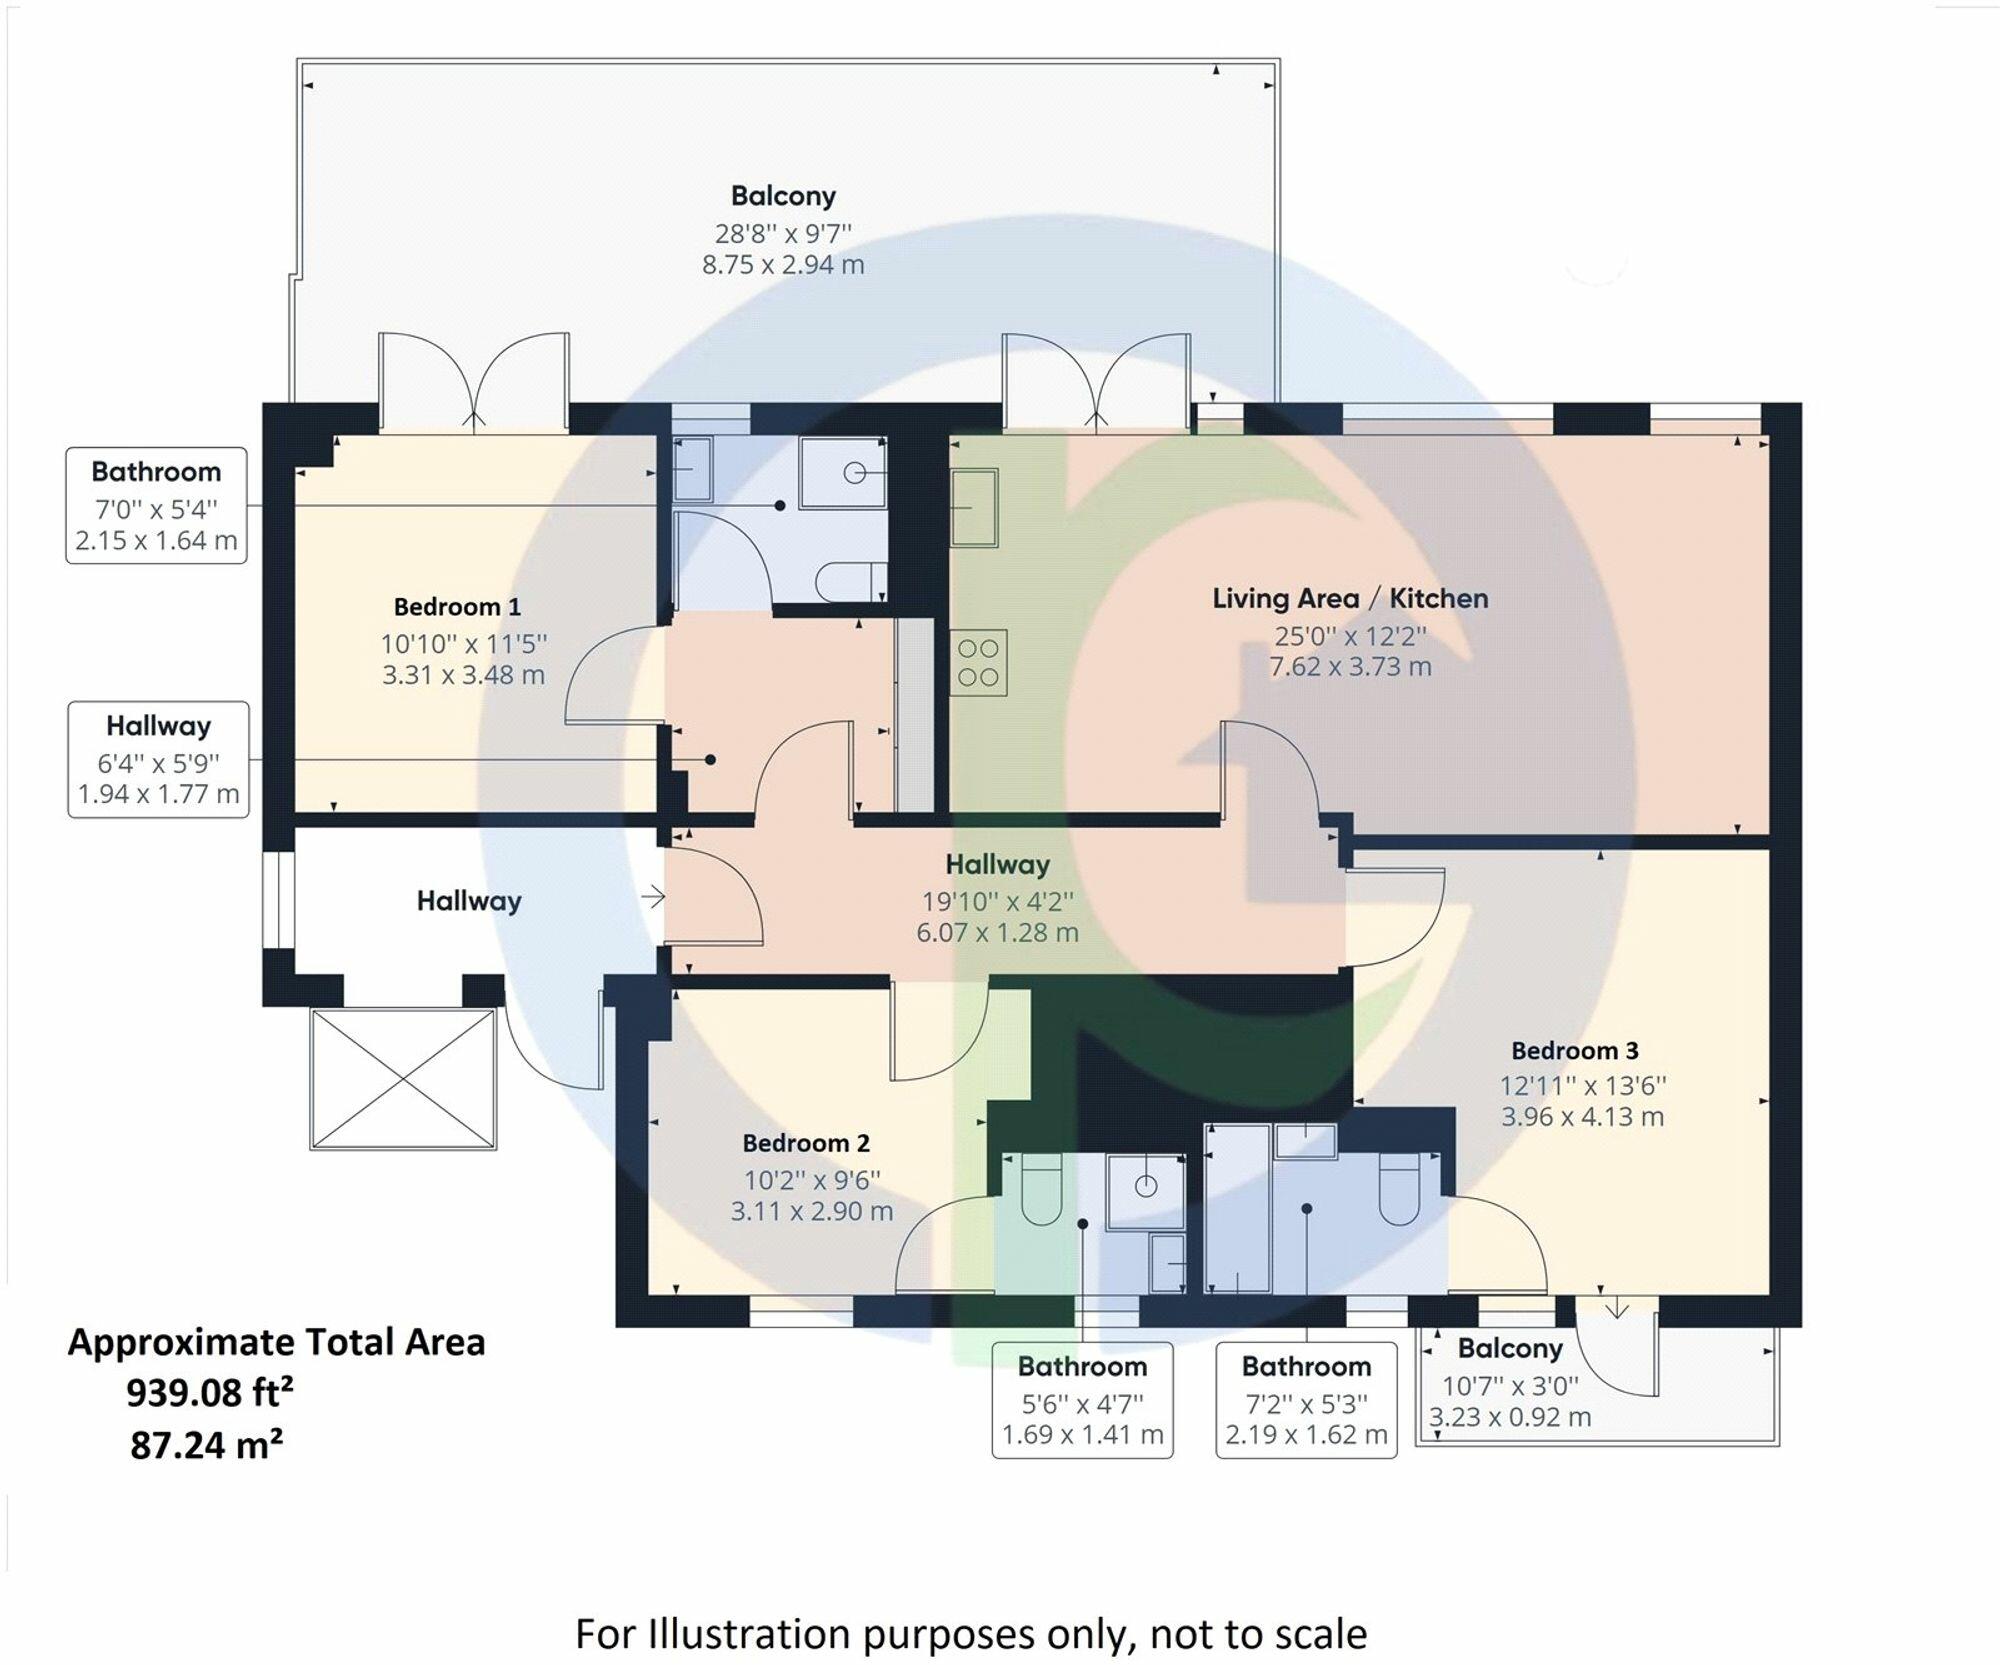 Balcony
28'8'' x 9'7''
8.75 x 2.94 m
Bathroom
7'0'' x 5'4''
2.15 x 1.64 m
Bedroom 1
10'10'' x 11'5''
3.31 x 3.48 m
Living Area / Kitchen
25'0'' x 12'2''
7.62 x 3.73 m
Hallway
6'4'' x 5'9''
1.94 x 1.77 m
Hallway
Hallway
19'10'' x 4'2''
6.07 x 1.28 m
Bedroom 3
12'11'' x 13'6''
3.96 x 4.13 m
Bedroom 2
10'2'' x 9'6''
3.11 x 2.90 m
Approximate Total Area
939.08 ft²
87.24 m²
Bathroom
5'6'' x 4'7''
1.69 x 1.41 m
Bathroom
7'2'' x 5'3''
2.19 x 1.62 m
Balcony
10'7'' x 3'0''
3.23 x 0.92 m
For Illustration purposes only, not to scale